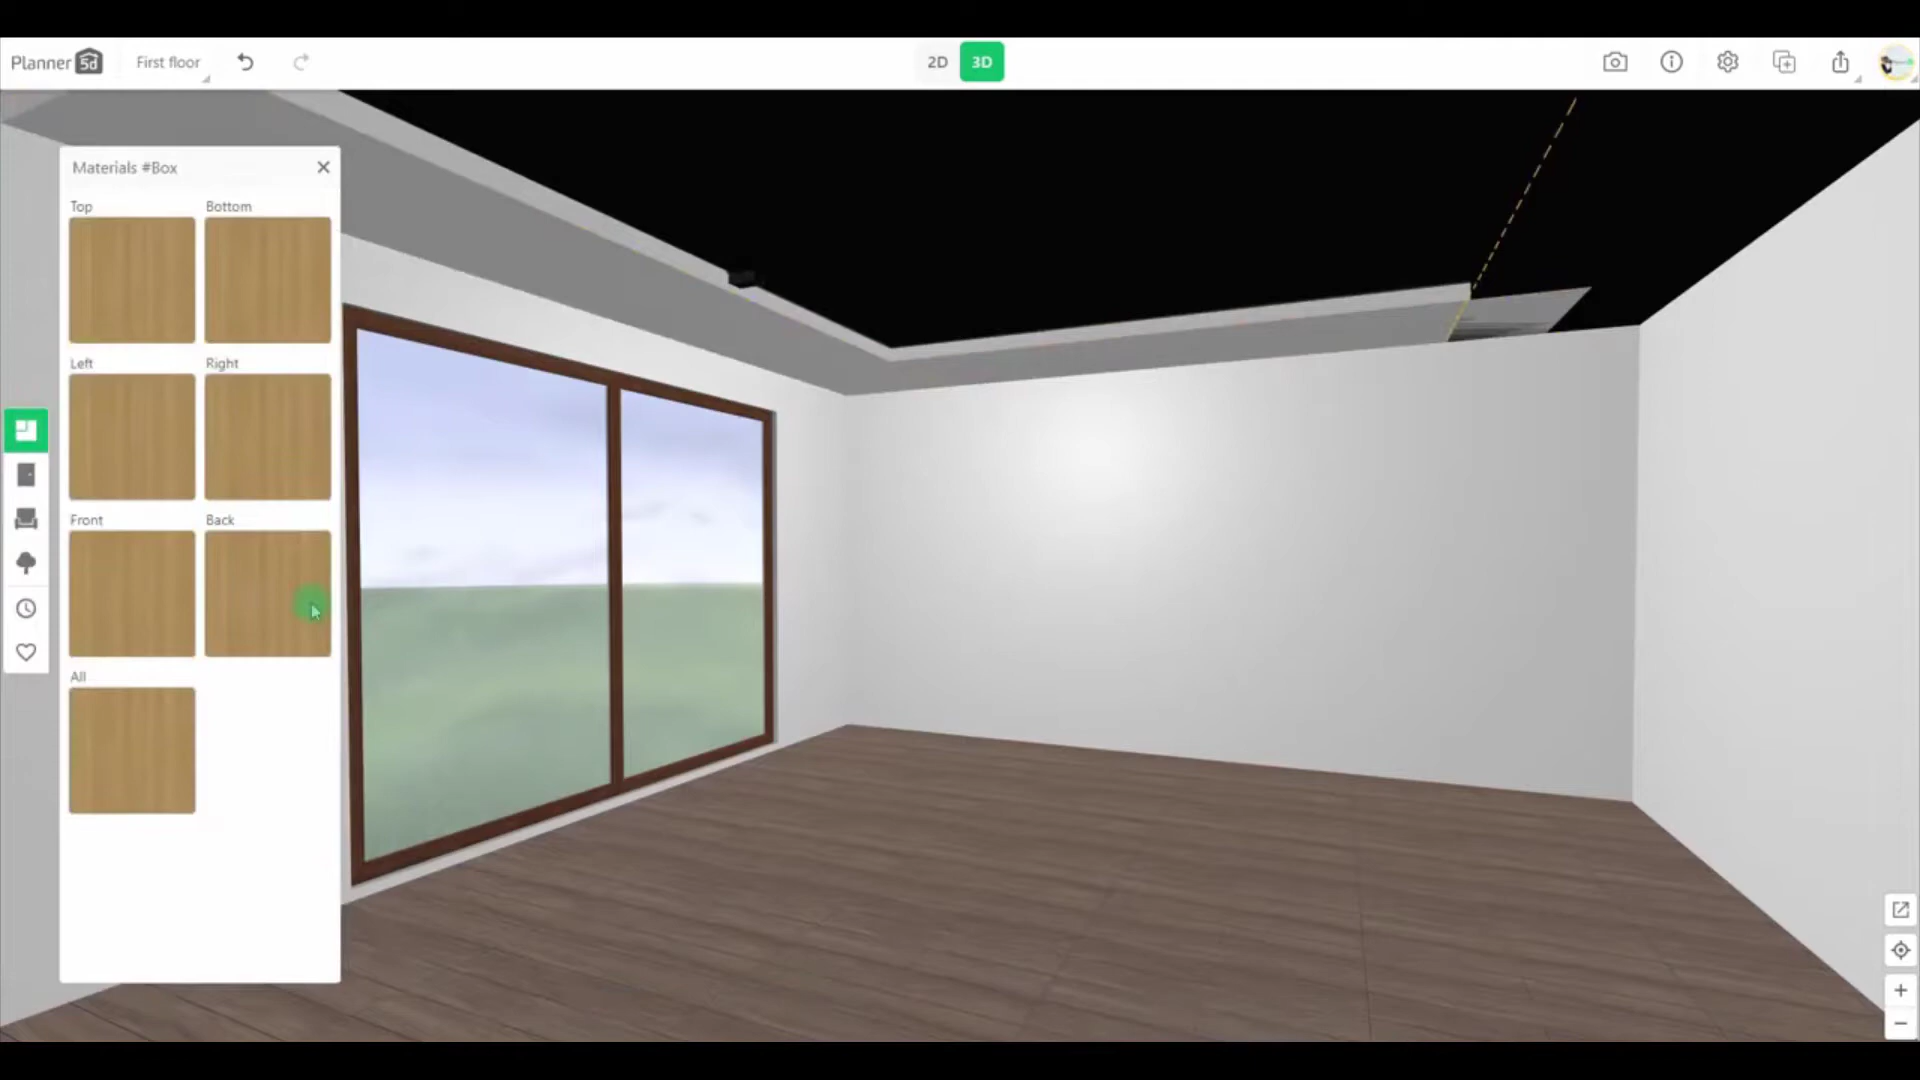 Planner 5d
First floor
2D
3D
Materials #Box
Top
Bottom
Left
Right
Front
Back
All